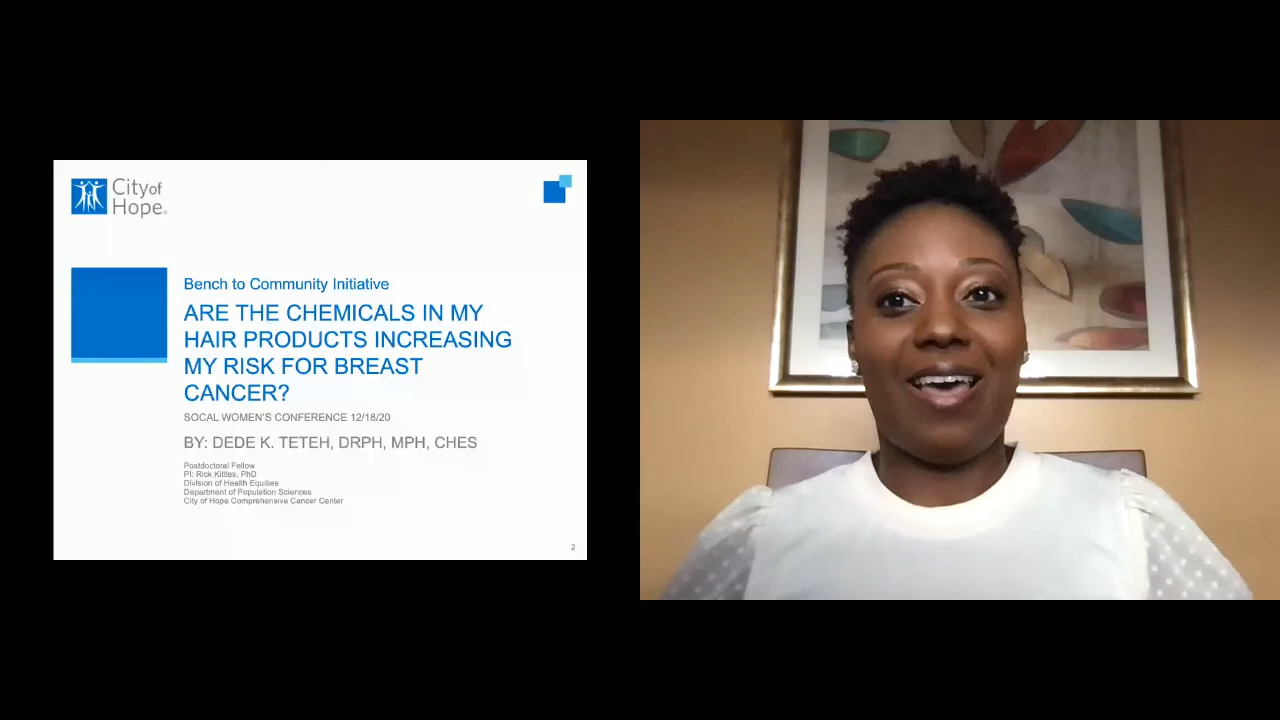 City of
Hope®
Bench to Community Initiative
ARE THE CHEMICALS IN MY
HAIR PRODUCTS INCREASING
MY RISK FOR BREAST
CANCER?
SOCAL WOMEN'S CONFERENCE 12/18/20
BY: DEDE K. TETEH, DRPH, MPH, CHES
Postdoctoral Fellow
PI: Rick Kittles, PhD
Division of Health Equities
Department of Population Sciences
City of Hope Comprehensive Cancer Center
2